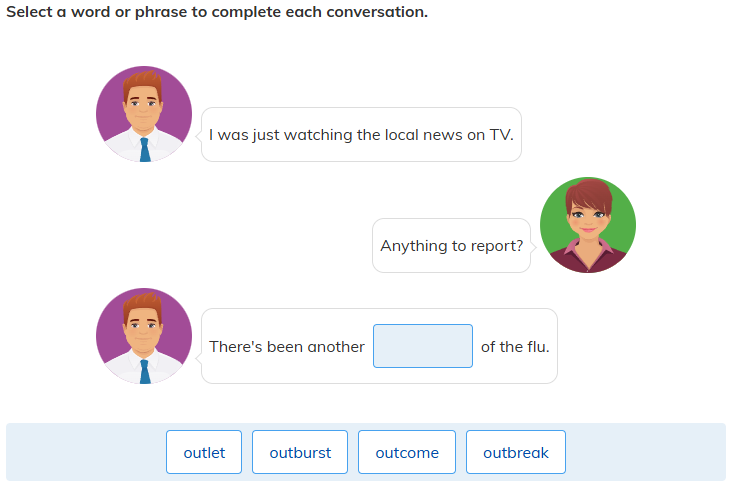 Select a word or phrase to complete each conversation.
I was just watching the local news on TV.
Anything to report?
There's been another of the flu.
outlet outburst outcome outbreak